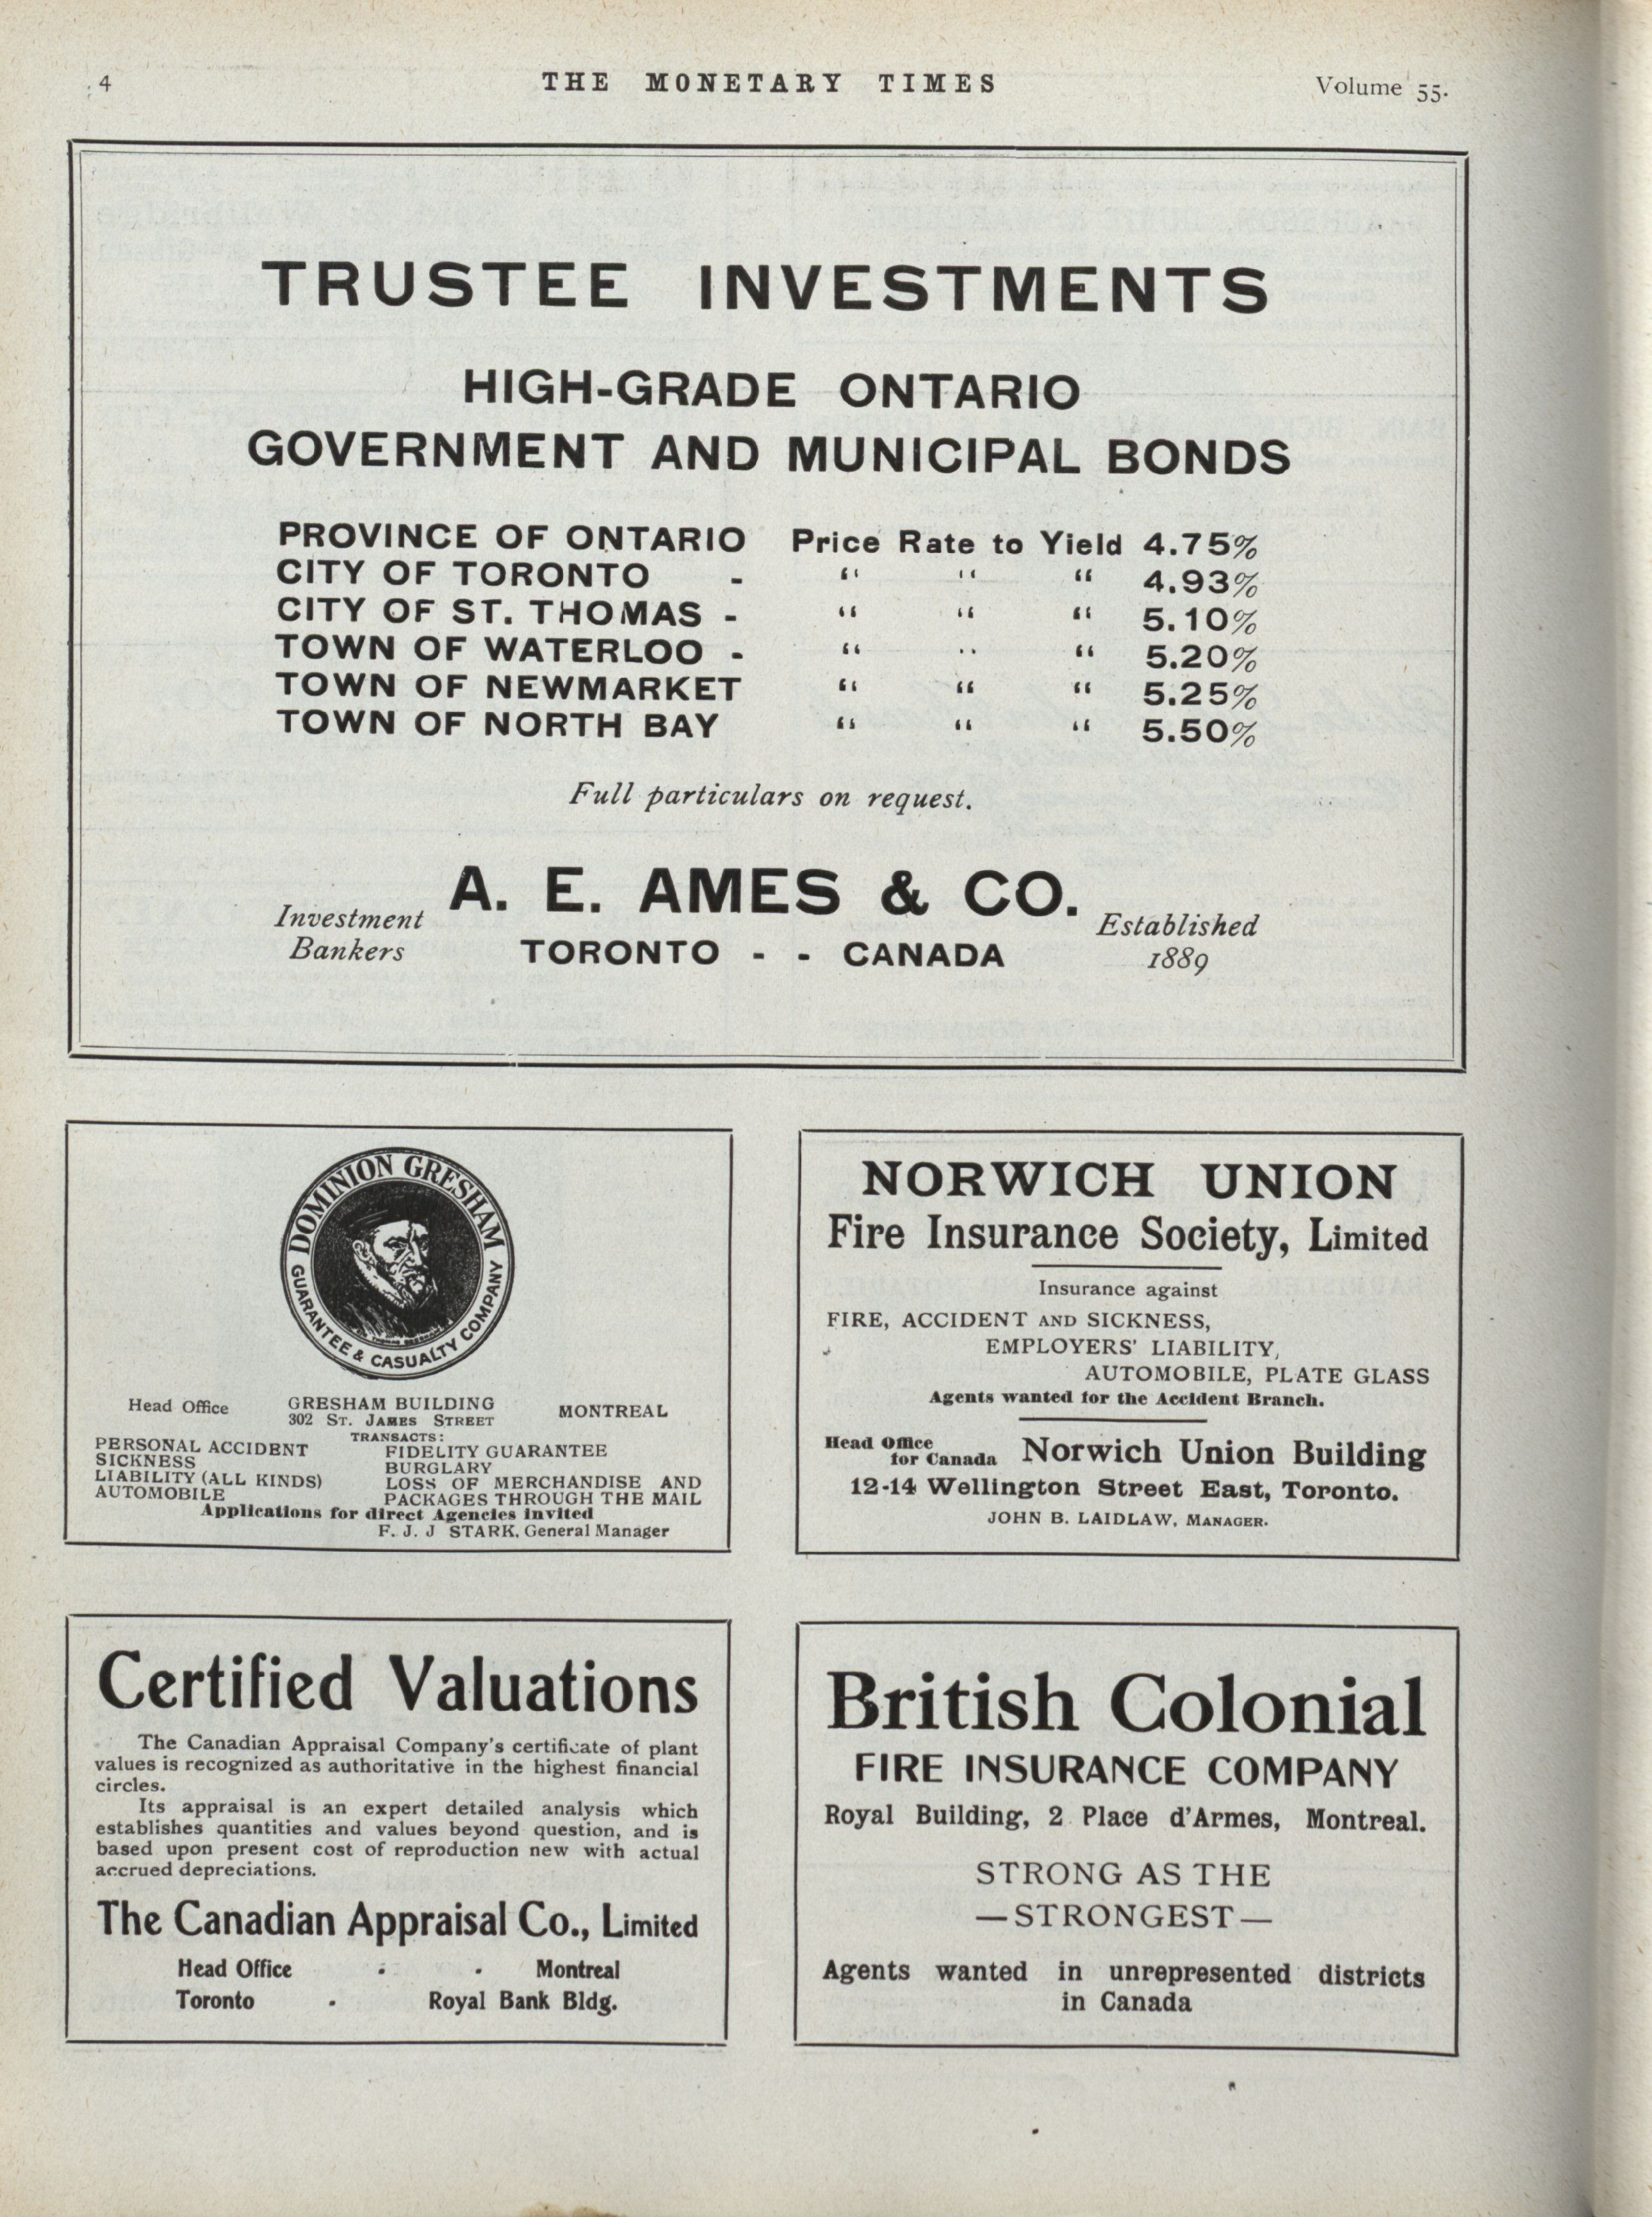 4
THE MONETARY TIMES
Volume 55.
TRUSTEE INVESTMENTS
HIGH-GRADE ONTARIO
GOVERNMENT AND MUNICIPAL BONDS
PROVINCE OF ONTARIO Price Rate to Yield 4.75%
CITY OF TORONTO - “ “ “ 4.93%
CITY OF ST. THOMAS - “ “ “ 5.10%
TOWN OF WATERLOO - “ “ “ 5.20%
TOWN OF NEWMARKET “ “ “ 5.25%
TOWN OF NORTH BAY “ “ “ 5.50%
Full particulars on request.
A. E. AMES & CO.
Investment
Bankers
TORONTO - - CANADA
Established
1889
DOMINION GRESHAM
GUARANTEE & CASUALTY COMPANY
Head Office
GRESHAM BUILDING
302 ST. JAMES STREET
MONTREAL
TRANSACTS:
PERSONAL ACCIDENT
SICKNESS
LIABILITY (ALL KINDS)
AUTOMOBILE
FIDELITY GUARANTEE
BURGLARY
LOSS OF MERCHANDISE AND
PACKAGES THROUGH THE MAIL
Applications for direct Agencies invited
F. J. J STARK, General Manager
NORWICH UNION
Fire Insurance Society, Limited
Insurance against
FIRE, ACCIDENT AND SICKNESS,
EMPLOYERS' LIABILITY,
AUTOMOBILE, PLATE GLASS
Agents wanted for the Accident Branch.
Head Office
for Canada
Norwich Union Building
12-14 Wellington Street East, Toronto.
JOHN B. LAIDLAW, MANAGER.
Certified Valuations
The Canadian Appraisal Company's certificate of plant
values is recognized as authoritative in the highest financial
circles.
Its appraisal is an expert detailed analysis which
establishes quantities and values beyond question, and is
based upon present cost of reproduction new with actual
accrued depreciations.
The Canadian Appraisal Co., Limited
Head Office - - Montreal
Toronto - Royal Bank Bldg.
British Colonial
FIRE INSURANCE COMPANY
Royal Building, 2 Place d'Armes, Montreal.
STRONG AS THE
—STRONGEST—
Agents wanted in unrepresented districts
in Canada